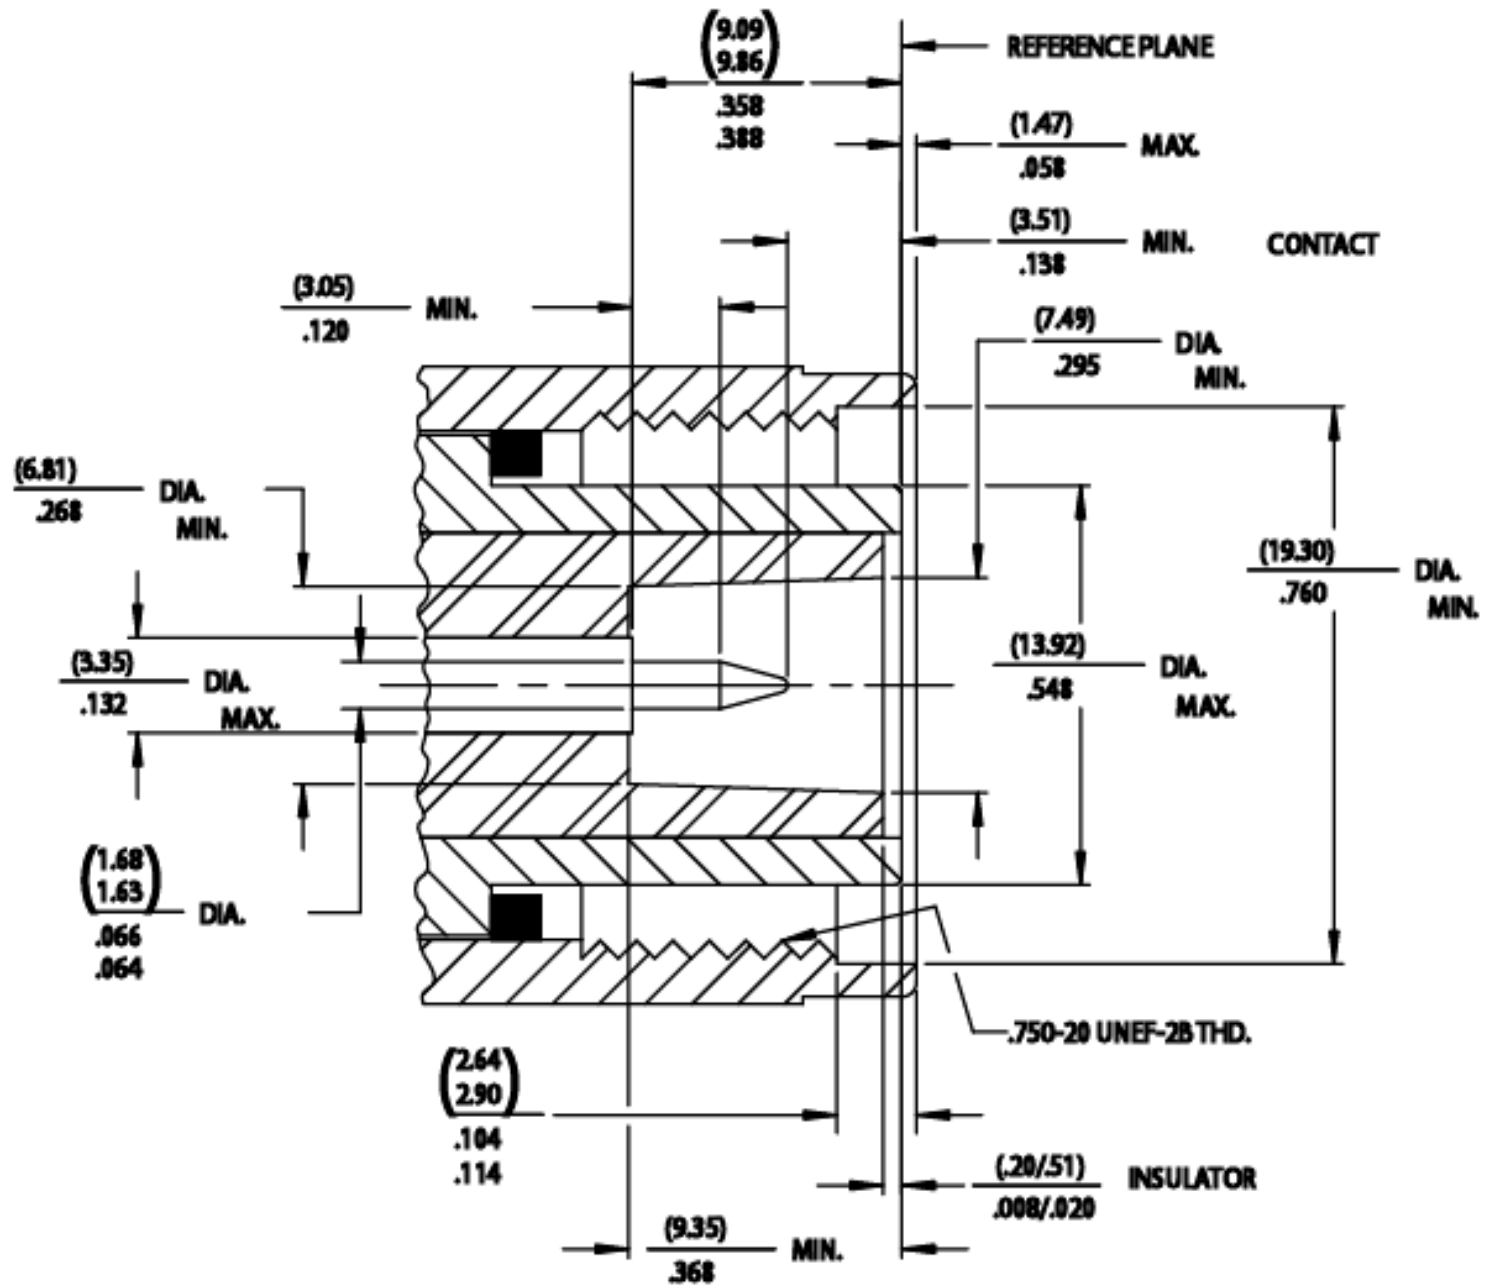 (9.09
9.86)
.358
.388
REFERENCE PLANE
(1.47)
.058
MAX.
(3.51)
.138
MIN.
CONTACT
(3.05)
.120
MIN.
(7.49)
.295
DIA.
MIN.
(6.81)
.268
DIA.
MIN.
(19.30)
.760
DIA.
MIN.
(3.35)
.132
DIA.
MAX.
(13.92)
.548
DIA.
MAX.
(1.68
1.63)
.066
.064
DIA.
.750-20 UNEF-2B THD.
(2.64
2.90)
.104
.114
(.20/.51)
.008/.020
INSULATOR
(9.35)
.368
MIN.